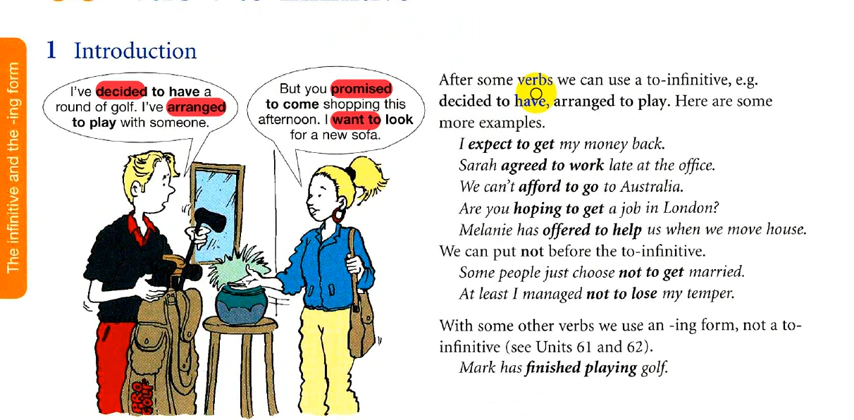 1 Introduction
The infinitive and the -ing form
I've decided to have a
round of golf. I've arranged
to play with someone.
But you promised
to come shopping this
afternoon. I want to look
for a new sofa.
After some verbs we can use a to-infinitive, e.g.
decided to have, arranged to play. Here are some
more examples.
I expect to get my money back.
Sarah agreed to work late at the office.
We can't afford to go to Australia.
Are you hoping to get a job in London?
Melanie has offered to help us when we move house.
We can put not before the to-infinitive.
Some people just choose not to get married.
At least I managed not to lose my temper.
With some other verbs we use an -ing form, not a to-
infinitive (see Units 61 and 62).
Mark has finished playing golf.
PRO
GOLF